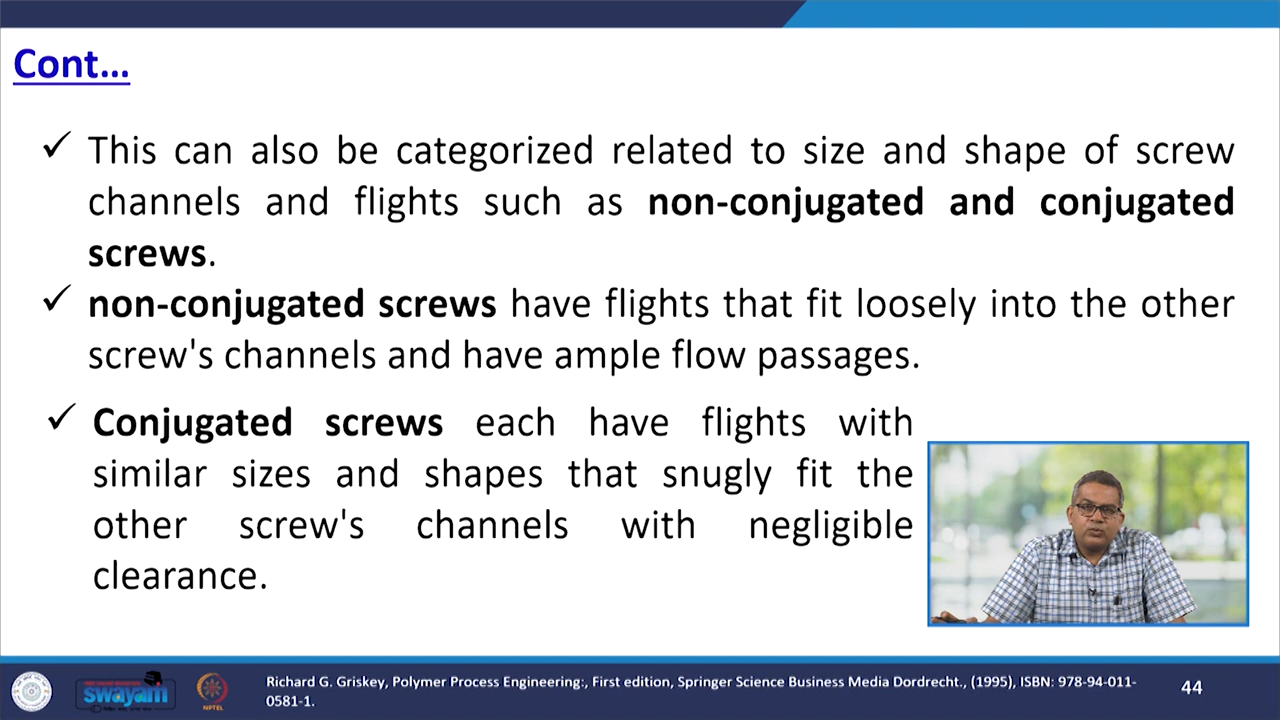 Cont...
✓ This can also be categorized related to size and shape of screw
channels and flights such as non-conjugated and conjugated
screws.
✓ non-conjugated screws have flights that fit loosely into the other
screw's channels and have ample flow passages.
✓ Conjugated screws each have flights with
similar sizes and shapes that snugly fit the
other screw's channels with negligible
clearance.
swayam
NPTEL
Richard G. Griskey, Polymer Process Engineering:, First edition, Springer Science Business Media Dordrecht., (1995), ISBN: 978-94-011-
0581-1.
44